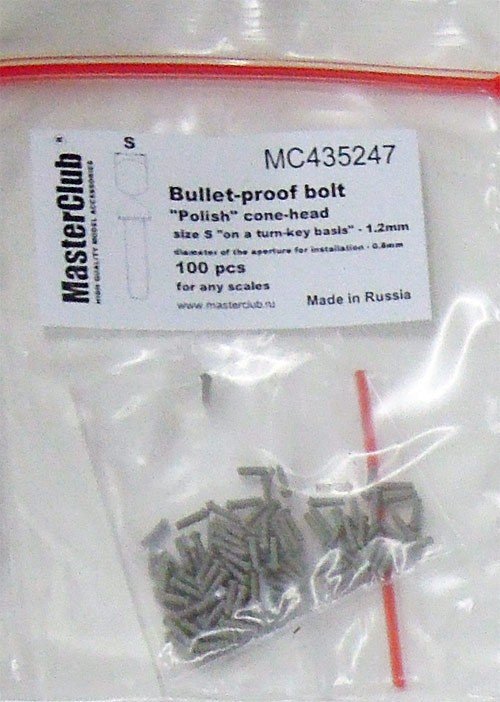 MasterClub®
HIGH QUALITY MODEL ACCESSORIES
S
MC435247
Bullet-proof bolt
"Polish" cone-head
size S "on a turn-key basis" - 1.2mm
diameter of the aperture for installation - 0.8mm
100 pcs
for any scales
www.masterclub.ru
Made in Russia